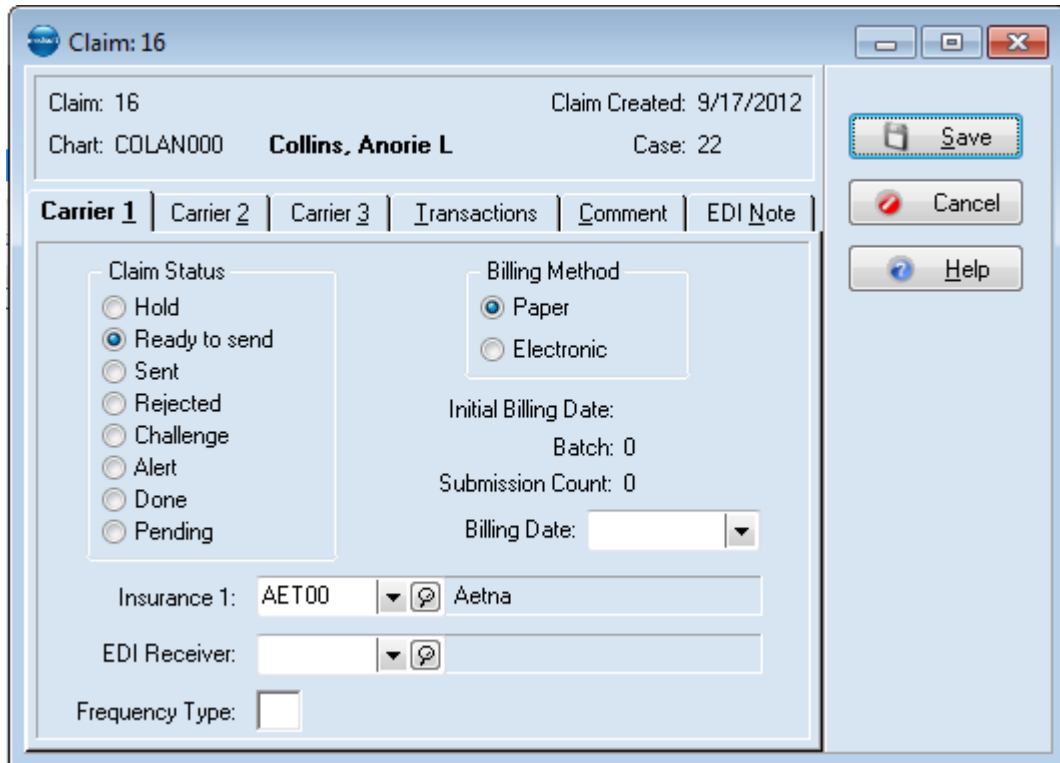 Claim: 16
Claim: 16
Claim Created: 9/17/2012
Chart: COLAN000 Collins, Anorie L
Case: 22
Carrier 1 Carrier 2 Carrier 3 Transactions Comment EDI Note
Claim Status
Hold
Ready to send
Sent
Rejected
Challenge
Alert
Done
Pending
Billing Method
Paper
Electronic
Initial Billing Date:
Batch: 0
Submission Count: 0
Billing Date:
Insurance 1: AET00 Aetna
EDI Receiver:
Frequency Type:
Save
Cancel
Help